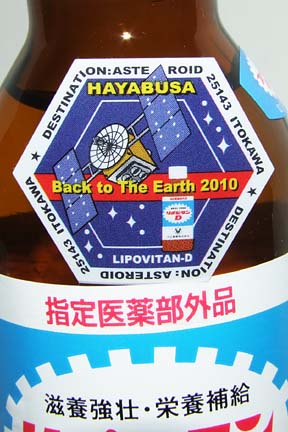 DESTINATION:ASTEROID
25143 ITOKAWA
HAYABUSA
Back to The Earth 2010
LIPOVITAN-D
DESTINATION: ASTEROID
25143 ITOKAWA
指定医薬部外品
滋養強壮・栄養補給